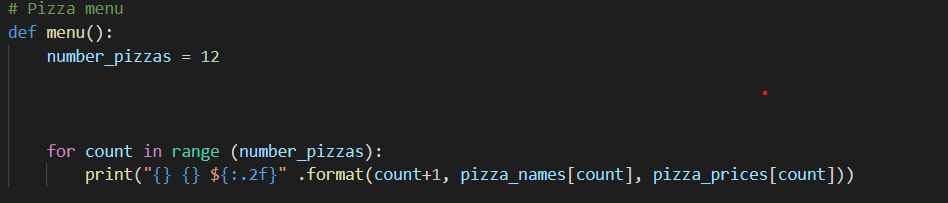 # Pizza menu
def menu():
    number_pizzas = 12
    for count in range (number_pizzas):
        print("{} {} ${:.2f}" .format(count+1, pizza_names[count], pizza_prices[count]))